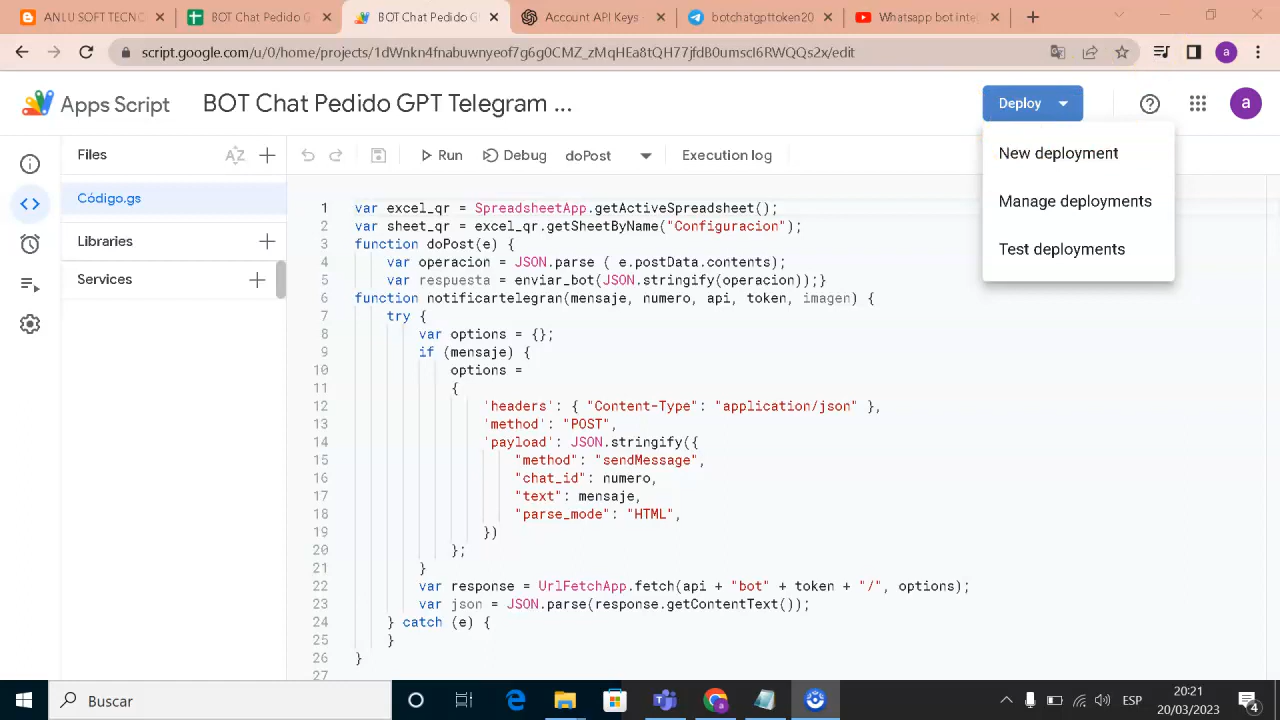 ANLU SOFT TECNO
BOT Chat Pedido G
BOT Chat Pedido G
Account API Keys
botchatgpttoken20
Whatsapp bot inte
script.google.com/u/0/home/projects/1dWnkn4fnabuwnyeof7g6g0CMZ_zMqHEa8tQH77jfdB0umscI6RWQQs2x/edit
a
Apps Script
BOT Chat Pedido GPT Telegram ...
Deploy
a
Files
AZ
Run
Debug
doPost
Execution log
New deployment
Manage deployments
Test deployments
Código.gs
Libraries
Services
1 var excel_qr = SpreadsheetApp.getActiveSpreadsheet();
2 var sheet_qr = excel_qr.getSheetByName("Configuracion");
3 function doPost(e) {
4 var operacion = JSON.parse ( e.postData.contents);
5 var respuesta = enviar_bot(JSON.stringify(operacion));}
6 function notificartelegran(mensaje, numero, api, token, imagen) {
7 try {
8 var options = {};
9 if (mensaje) {
10 options =
11 {
12 'headers': { "Content-Type": "application/json" },
13 'method': "POST",
14 'payload': JSON.stringify({
15 "method": "sendMessage",
16 "chat_id": numero,
17 "text": mensaje,
18 "parse_mode": "HTML",
19 })
20 };
21 }
22 var response = UrlFetchApp.fetch(api + "bot" + token + "/", options);
23 var json = JSON.parse(response.getContentText());
24 } catch (e) {
25 }
26 }
27
Buscar
ESP
20:21
20/03/2023
4